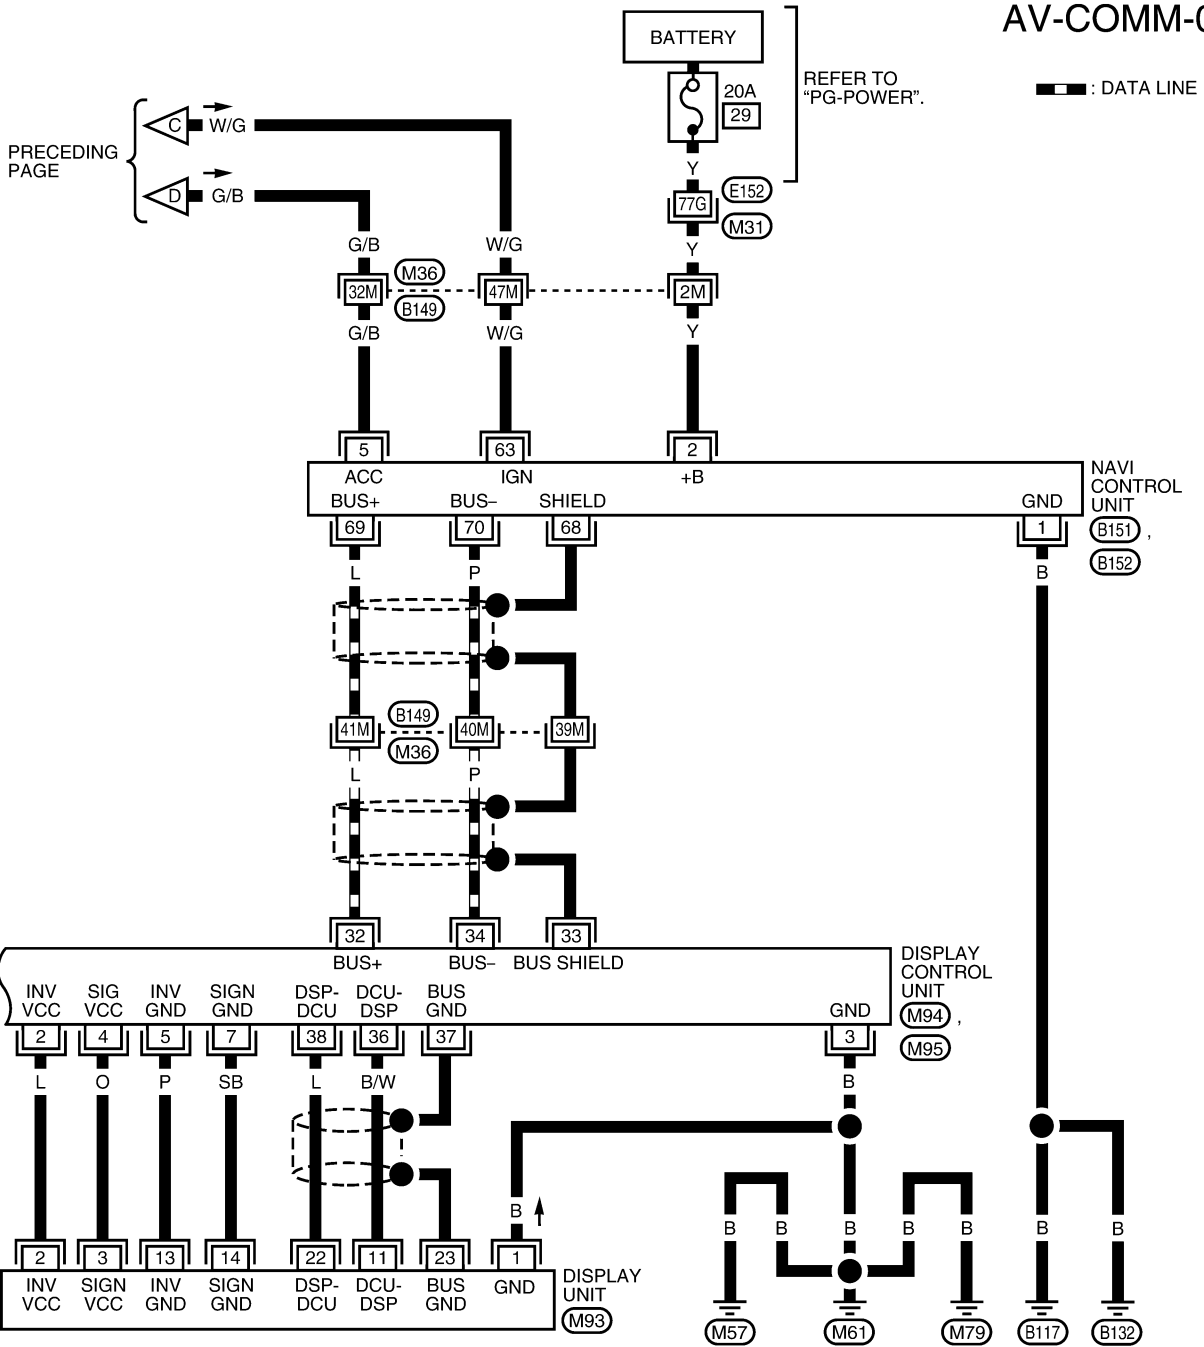 AV-COMM-0
BATTERY
REFER TO
“PG-POWER”.
: DATA LINE
20A
29
C W/G
PRECEDING
PAGE
D G/B
Y
77G E152
M31
Y
G/B W/G
32M M36 47M 2M
B149
G/B W/G Y
5 63 2
ACC IGN +B
BUS+ BUS– SHIELD GND
69 70 68 1
NAVI
CONTROL
UNIT
B151 ,
B152
L P B
41M B149 40M 39M
M36
L P
32 34 33
BUS+ BUS– BUS SHIELD
DISPLAY
CONTROL
UNIT
M94 ,
M95
INV SIG INV SIGN DSP- DCU- BUS
VCC VCC GND GND DCU DSP GND GND
2 4 5 7 38 36 37 3
L O P SB L B/W B
B B B B B B B B
2 3 13 14 22 11 23 1
INV SIGN INV SIGN DSP- DCU- BUS GND
VCC VCC GND GND DCU DSP GND
DISPLAY
UNIT
M93
M57 M61 M79 B117 B132